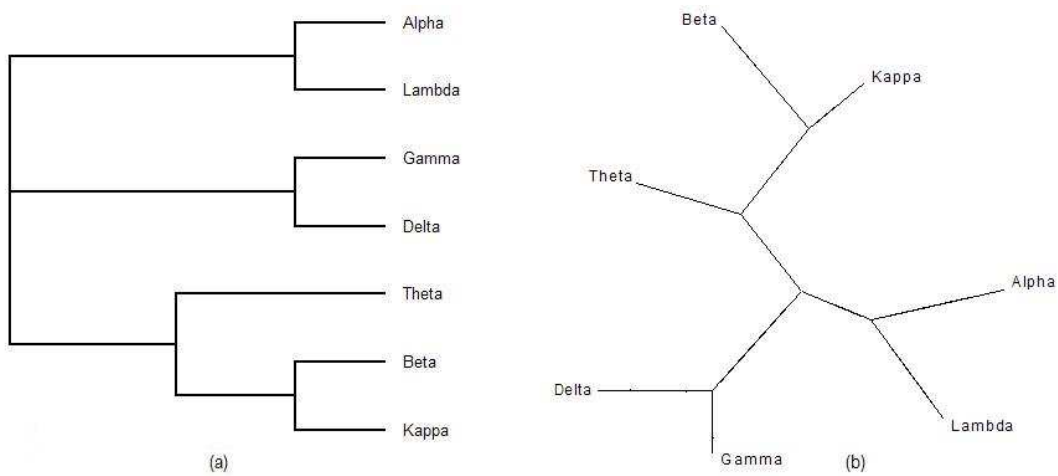 Alpha
Lambda
Gamma
Delta
Theta
Beta
Kappa
(a)
Beta
Kappa
Theta
Alpha
Delta
Lambda
Gamma
(b)